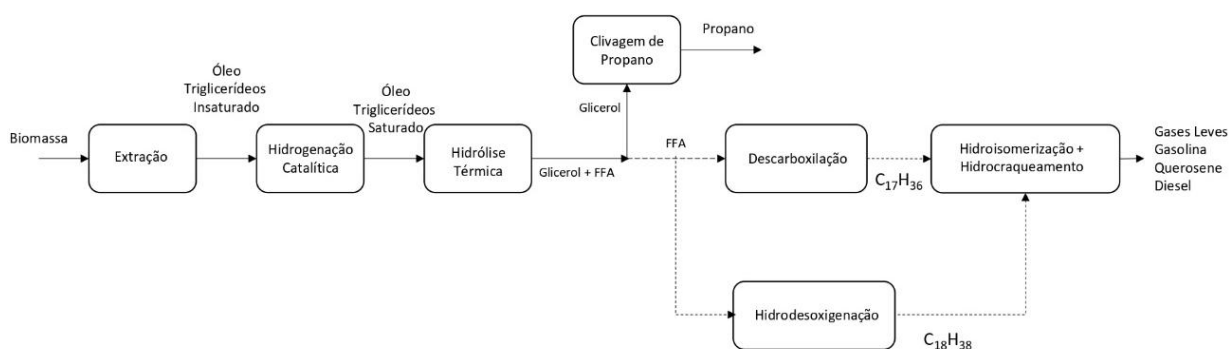 Clivagem de
Propano
Propano
Óleo
Triglicerídeos
Insaturado
Óleo
Triglicerídeos
Saturado
Glicerol
Biomassa
Extração
Hidrogenação
Catalítica
Hidrólise
Térmica
Glicerol + FFA
FFA
Descarboxilação
C₁₇H₃₆
Hidroisomerização +
Hidrocraqueamento
Gases Leves
Gasolina
Querosene
Diesel
Hidrodesoxigenação
C₁₈H₃₈